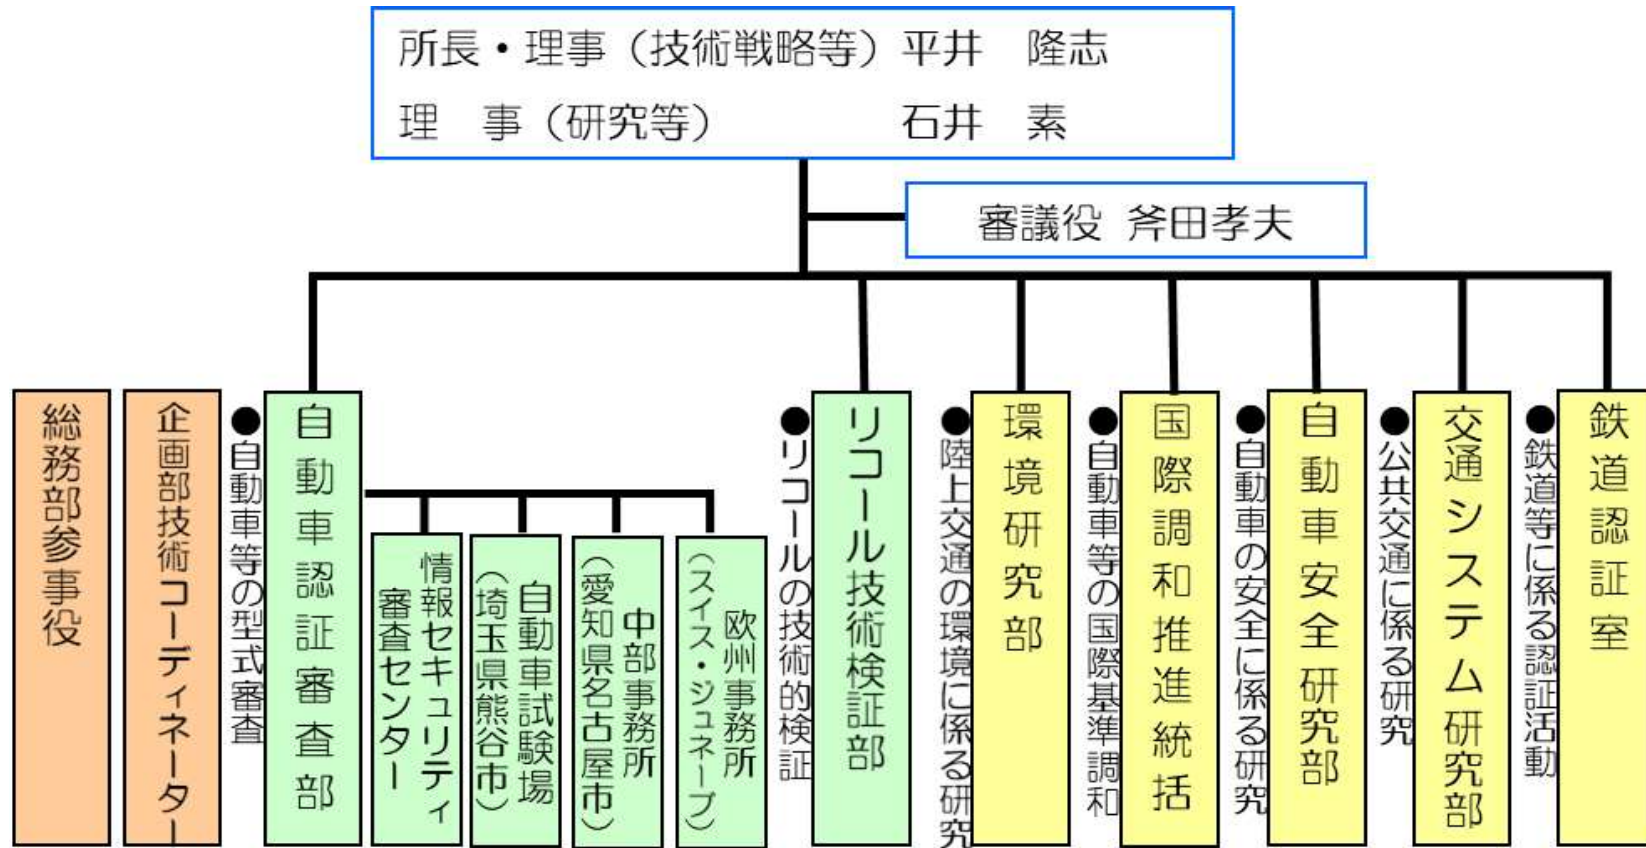 所長・理事（技術戦略等）平井　隆志
理　事（研究等）　石井　素
審議役 斧田孝夫
総務部参事役
企画部技術コーディネーター
●自動車等の型式審査
自動車認証審査部
情報セキュリティ
審査センター
自動車試験場
（埼玉県熊谷市）
中部事務所
（愛知県名古屋市）
欧州事務所
（スイス・ジュネーブ）
●リコールの技術的検証
リコール技術検証部
●陸上交通の環境に係る研究
環境研究部
●自動車等の国際基準調和
国際調和推進統括
●自動車の安全に係る研究
自動車安全研究部
●公共交通に係る研究
交通システム研究部
●鉄道等に係る認証活動
鉄道認証室